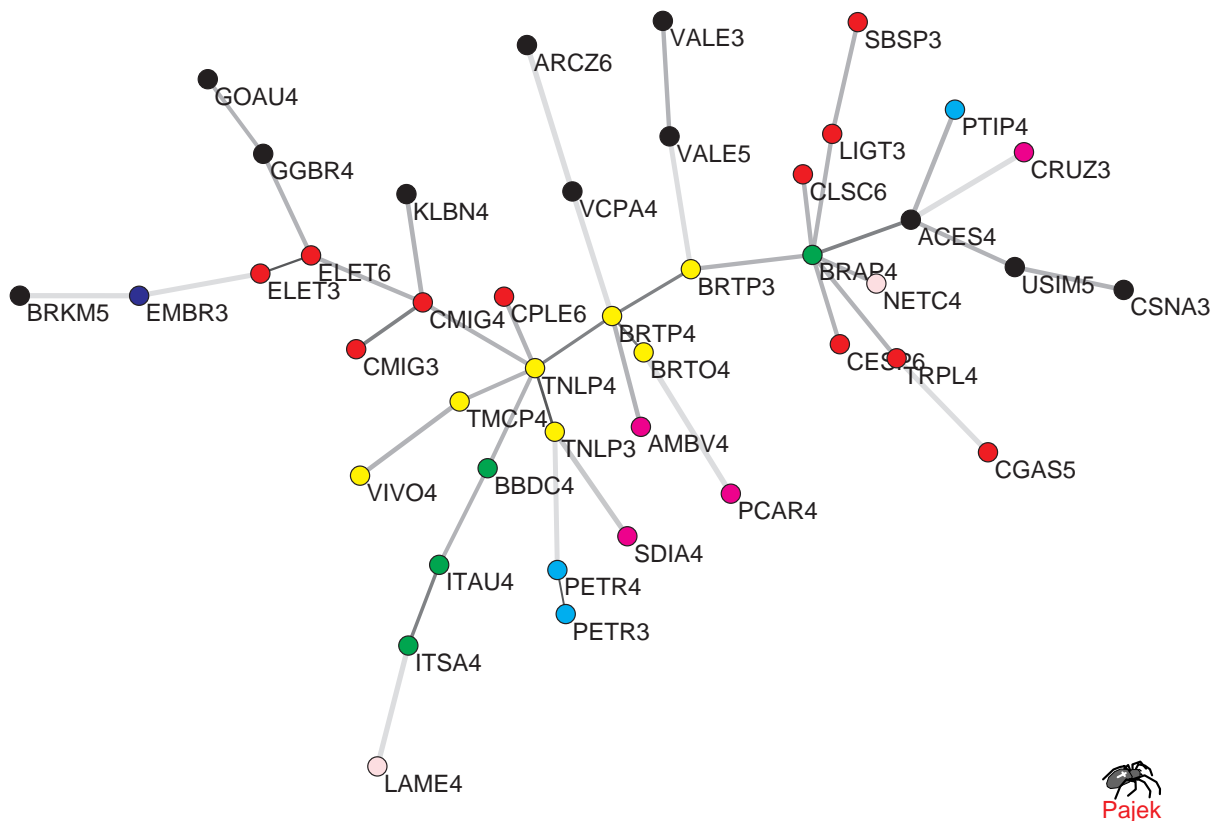 VALE3
SBSP3
ARCZ6
GOAU4
PTIP4
LIGT3
VALE5
CRUZ3
GGBR4
CLSC6
KLBN4
VCPA4
ACES4
ELET6
BRAP4
ELET3
BRTP3
USIM5
NETC4
BRKM5
EMBR3
CMIG4
CPLE6
CSNA3
BRTP4
CMIG3
BRTO4
CESP6
TRPL4
TNLP4
TMCP4
TNLP3
AMBV4
CGAS5
VIVO4
BBDC4
PCAR4
SDIA4
ITAU4
PETR4
PETR3
ITSA4
LAME4
Pajek